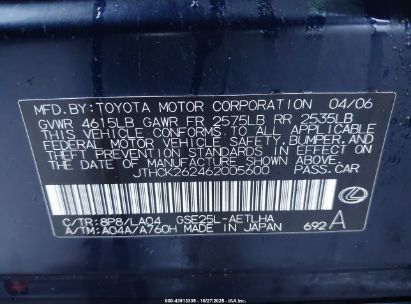 MFD.BY:TOYOTA MOTOR CORPORATION 04/06
GVWR 4615LB GAWR FR 2575LB RR 2535LB
THIS VEHICLE CONFORMS TO ALL APPLICABLE
FEDERAL MOTOR VEHICLE SAFETY, BUMPER, AND
THEFT PREVENTION STANDARDS IN EFFECT ON
THE DATE OF MANUFACTURE SHOWN ABOVE.
JTHCK262462005600 PASS.CAR
C/TR:8P8/LA04 GSE25L-AETLHA
A/TM:A04A/A760H MADE IN JAPAN 692A